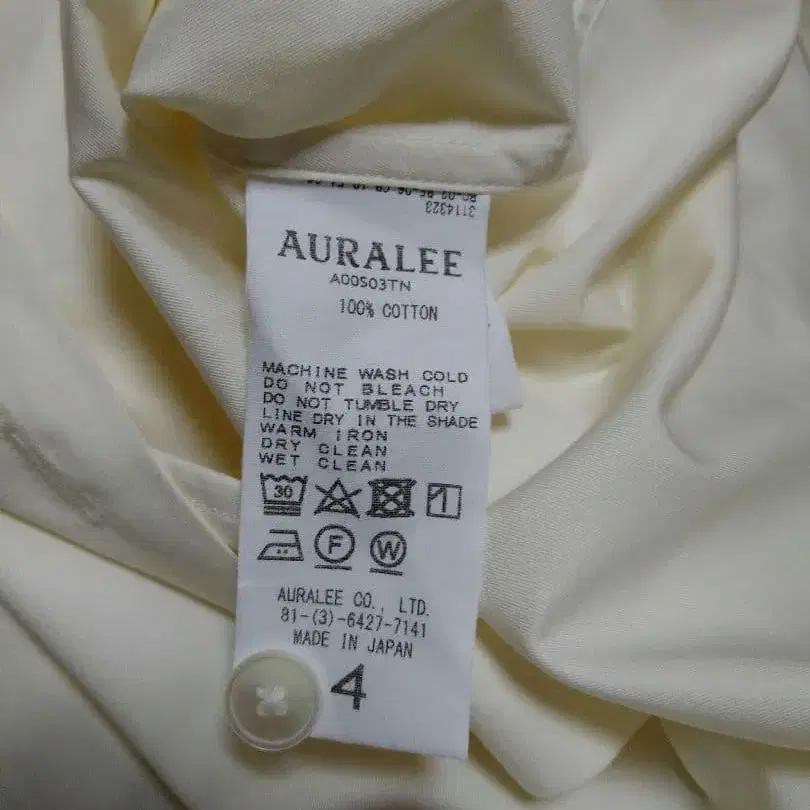 3114323
AURALEE
A00S03TN
100% COTTON
MACHINE WASH COLD
DO NOT BLEACH
DO NOT TUMBLE DRY
LINE DRY IN THE SHADE
WARM IRON
DRY CLEAN
WET CLEAN
30
F W
AURALEE CO., LTD.
81-(3)-6427-7141
MADE IN JAPAN
4